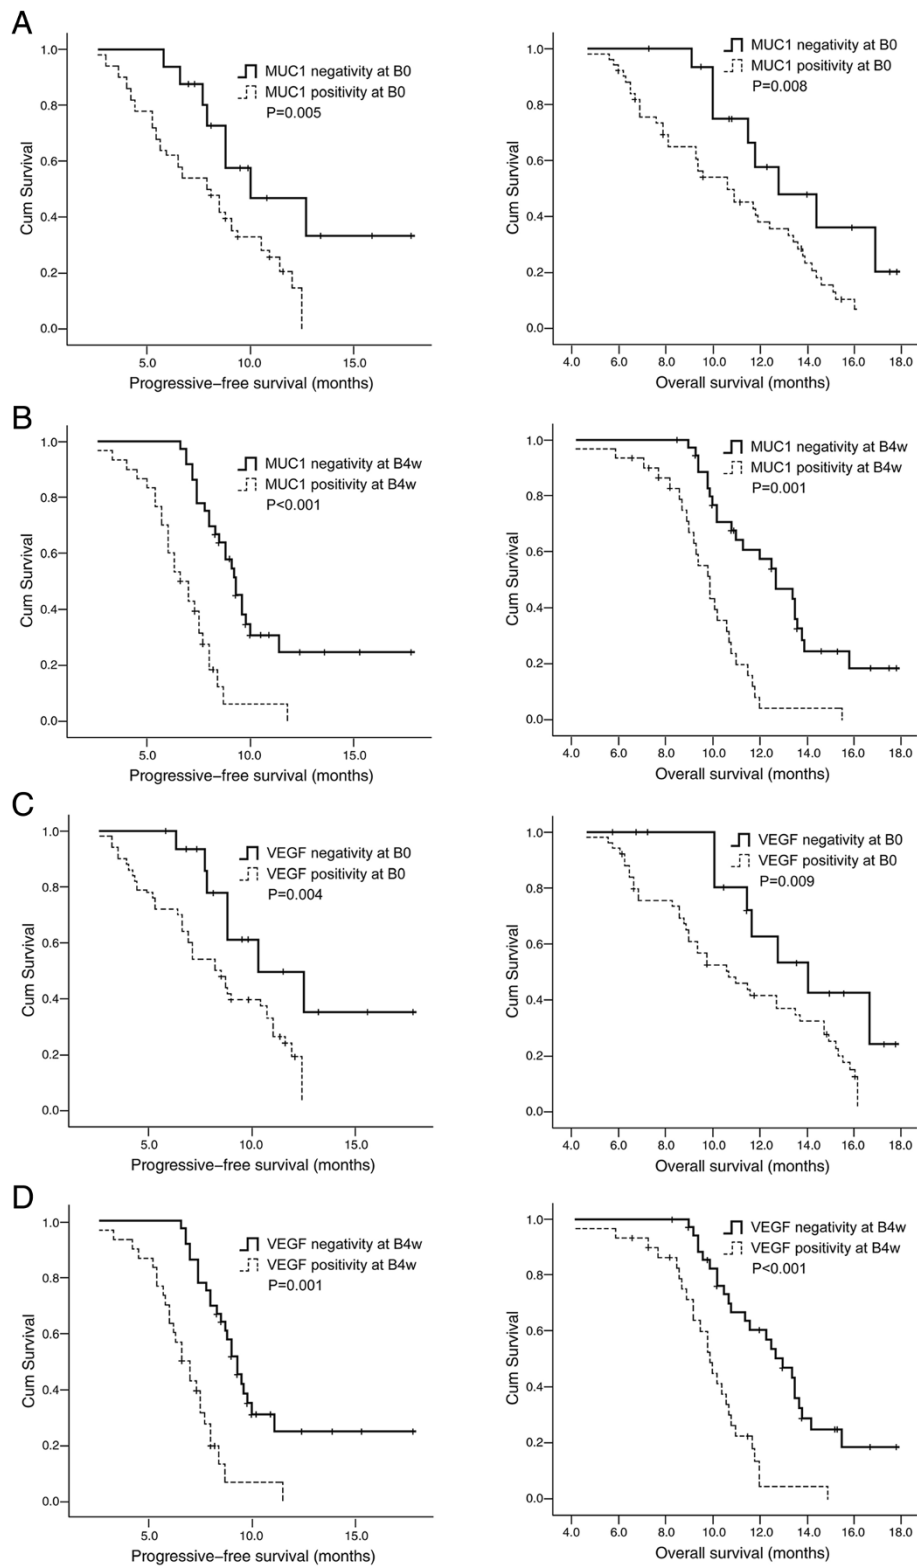 A
1.0
0.8
0.6
0.4
0.2
0.0
Cum Survival
MUC1 negativity at B0
MUC1 positivity at B0
P=0.005
5.0 10.0 15.0
Progressive-free survival (months)
1.0
0.8
0.6
0.4
0.2
0.0
Cum Survival
MUC1 negativity at B0
MUC1 positivity at B0
P=0.008
4.0 6.0 8.0 10.0 12.0 14.0 16.0 18.0
Overall survival (months)
B
1.0
0.8
0.6
0.4
0.2
0.0
Cum Survival
MUC1 negativity at B4w
MUC1 positivity at B4w
P<0.001
5.0 10.0 15.0
Progressive-free survival (months)
1.0
0.8
0.6
0.4
0.2
0.0
Cum Survival
MUC1 negativity at B4w
MUC1 positivity at B4w
P=0.001
4.0 6.0 8.0 10.0 12.0 14.0 16.0 18.0
Overall survival (months)
C
1.0
0.8
0.6
0.4
0.2
0.0
Cum Survival
VEGF negativity at B0
VEGF positivity at B0
P=0.004
5.0 10.0 15.0
Progressive-free survival (months)
1.0
0.8
0.6
0.4
0.2
0.0
Cum Survival
VEGF negativity at B0
VEGF positivity at B0
P=0.009
4.0 6.0 8.0 10.0 12.0 14.0 16.0 18.0
Overall survival (months)
D
1.0
0.8
0.6
0.4
0.2
0.0
Cum Survival
VEGF negativity at B4w
VEGF positivity at B4w
P=0.001
5.0 10.0 15.0
Progressive-free survival (months)
1.0
0.8
0.6
0.4
0.2
0.0
Cum Survival
VEGF negativity at B4w
VEGF positivity at B4w
P<0.001
4.0 6.0 8.0 10.0 12.0 14.0 16.0 18.0
Overall survival (months)